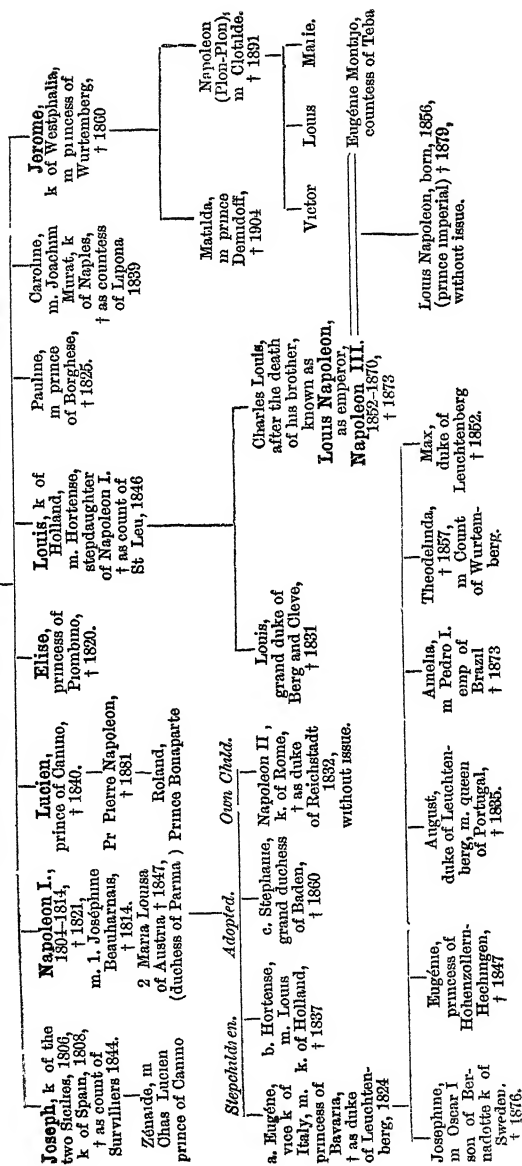 Joseph, k of the
two Sicilies, 1806,
k of Spain, 1808,
† as count of
Survilliers 1844.
Zénaide, m
Chas Lucien
prince of Canino
Napoleon I.,
1804–1814,
† 1821,
m. 1. Joséphine
Beauharnais,
† 1814.
2 Maria Louisa
of Austria † 1847,
(duchess of Parma)
Lucien,
prince of Canino,
† 1840.
Pr Pierre Napoleon,
† 1881
Roland,
Prince Bonaparte
Elise,
princess of
Piombino,
† 1820.
Louis, k of
Holland,
m. Hortense,
stepdaughter
of Napoleon I.
† as count of
St Leu, 1846
Pauline,
m prince
of Borghese,
† 1825.
Caroline,
m. Joachim
Murat, k
of Naples,
† as countess
of Lipona
1839
Jerome,
k of Westphalia,
m princess of
Wurtemberg,
† 1860
Stepchildren.
Adopted.
Own Child.
a. Eugénie, vice k of
Italy, m.
princess of
Bavaria,
† as duke
of Leuchten-
berg, 1824
b. Hortense,
m. Louis
k. of Holland,
† 1837
c. Stephanie,
grand duchess
of Baden,
† 1860
Napoleon II,
k. of Rome,
† as duke
of Reichstadt
1832,
without issue.
Louis,
grand duke of
Berg and Cleve,
† 1831
Charles Louis,
after the death
of his brother,
known as
Louis Napoleon,
as emperor,
Napoleon III.
1852–1870,
† 1873
Matilda,
m prince
Demidoff,
† 1904
Napoleon
(Plon-Plon),
m Clotilde.
† 1891
Victor
Louis
Marie.
Eugénie Montijo,
countess of Teba
Louis Napoleon, born, 1856,
(prince imperial) † 1879,
without issue.
Josephine,
m Oscar I
son of Ber-
nadotte k of
Sweden.
† 1876.
Eugénie,
princess of
Hohenzollern-
Hechingen,
† 1847
August,
duke of Leuchten-
berg, m. queen
of Portugal,
† 1835.
Amelia,
m Pedro I.
emp of
Brazil
† 1873
Theodelinda,
† 1857,
m Count
of Wurtem-
berg.
Max,
duke of
Leuchtenberg
† 1852.